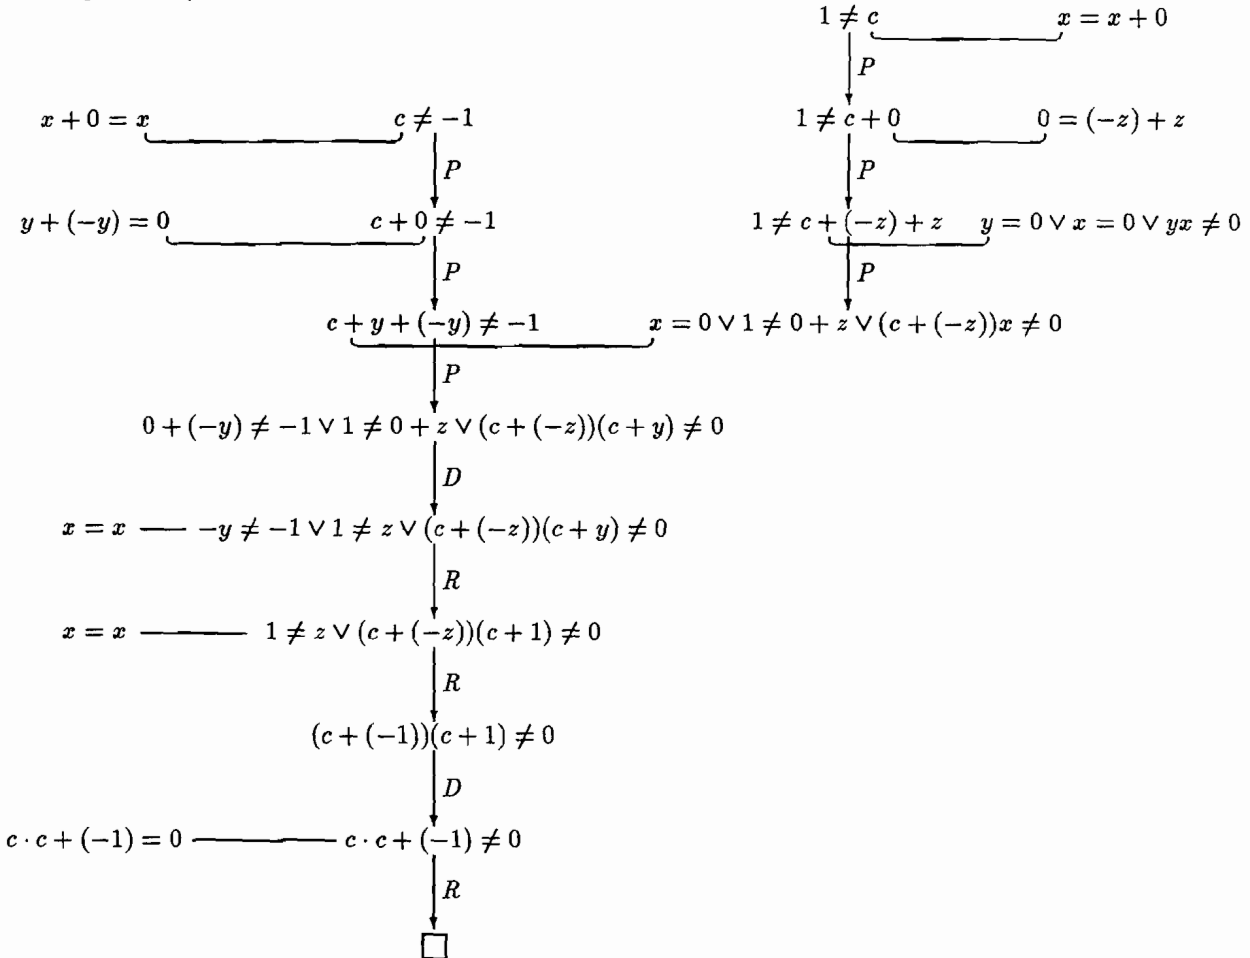 1 ≠ c x = x + 0
P
x + 0 = x c ≠ −1 1 ≠ c + 0 0 = (−z) + z
P P
y + (−y) = 0 c + 0 ≠ −1 1 ≠ c + (−z) + z y = 0 ∨ x = 0 ∨ yx ≠ 0
P P
c + y + (−y) ≠ −1 x = 0 ∨ 1 ≠ 0 + z ∨ (c + (−z))x ≠ 0
P
0 + (−y) ≠ −1 ∨ 1 ≠ 0 + z ∨ (c + (−z))(c + y) ≠ 0
D
x = x −y ≠ −1 ∨ 1 ≠ z ∨ (c + (−z))(c + y) ≠ 0
R
x = x 1 ≠ z ∨ (c + (−z))(c + 1) ≠ 0
R
(c + (−1))(c + 1) ≠ 0
D
c · c + (−1) = 0 c · c + (−1) ≠ 0
R
□